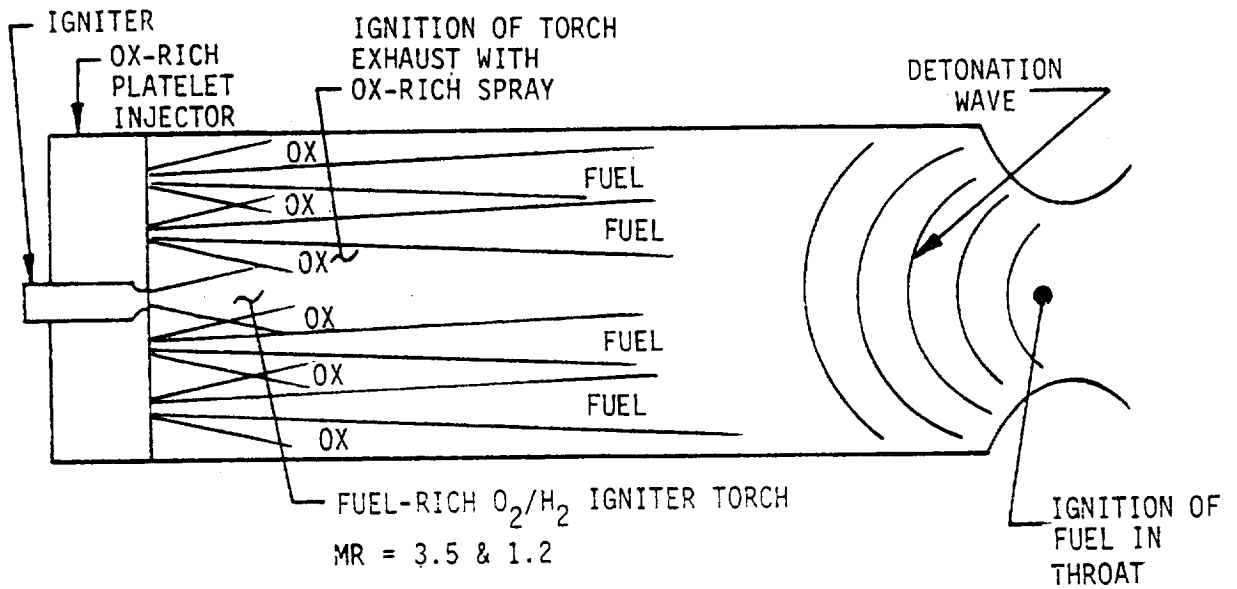 IGNITER
OX-RICH
PLATELET
INJECTOR
IGNITION OF TORCH
EXHAUST WITH
OX-RICH SPRAY
DETONATION
WAVE
OX
FUEL
OX
FUEL
OX
OX
FUEL
OX
FUEL
OX
FUEL-RICH O2/H2 IGNITER TORCH
MR = 3.5 & 1.2
IGNITION OF
FUEL IN
THROAT